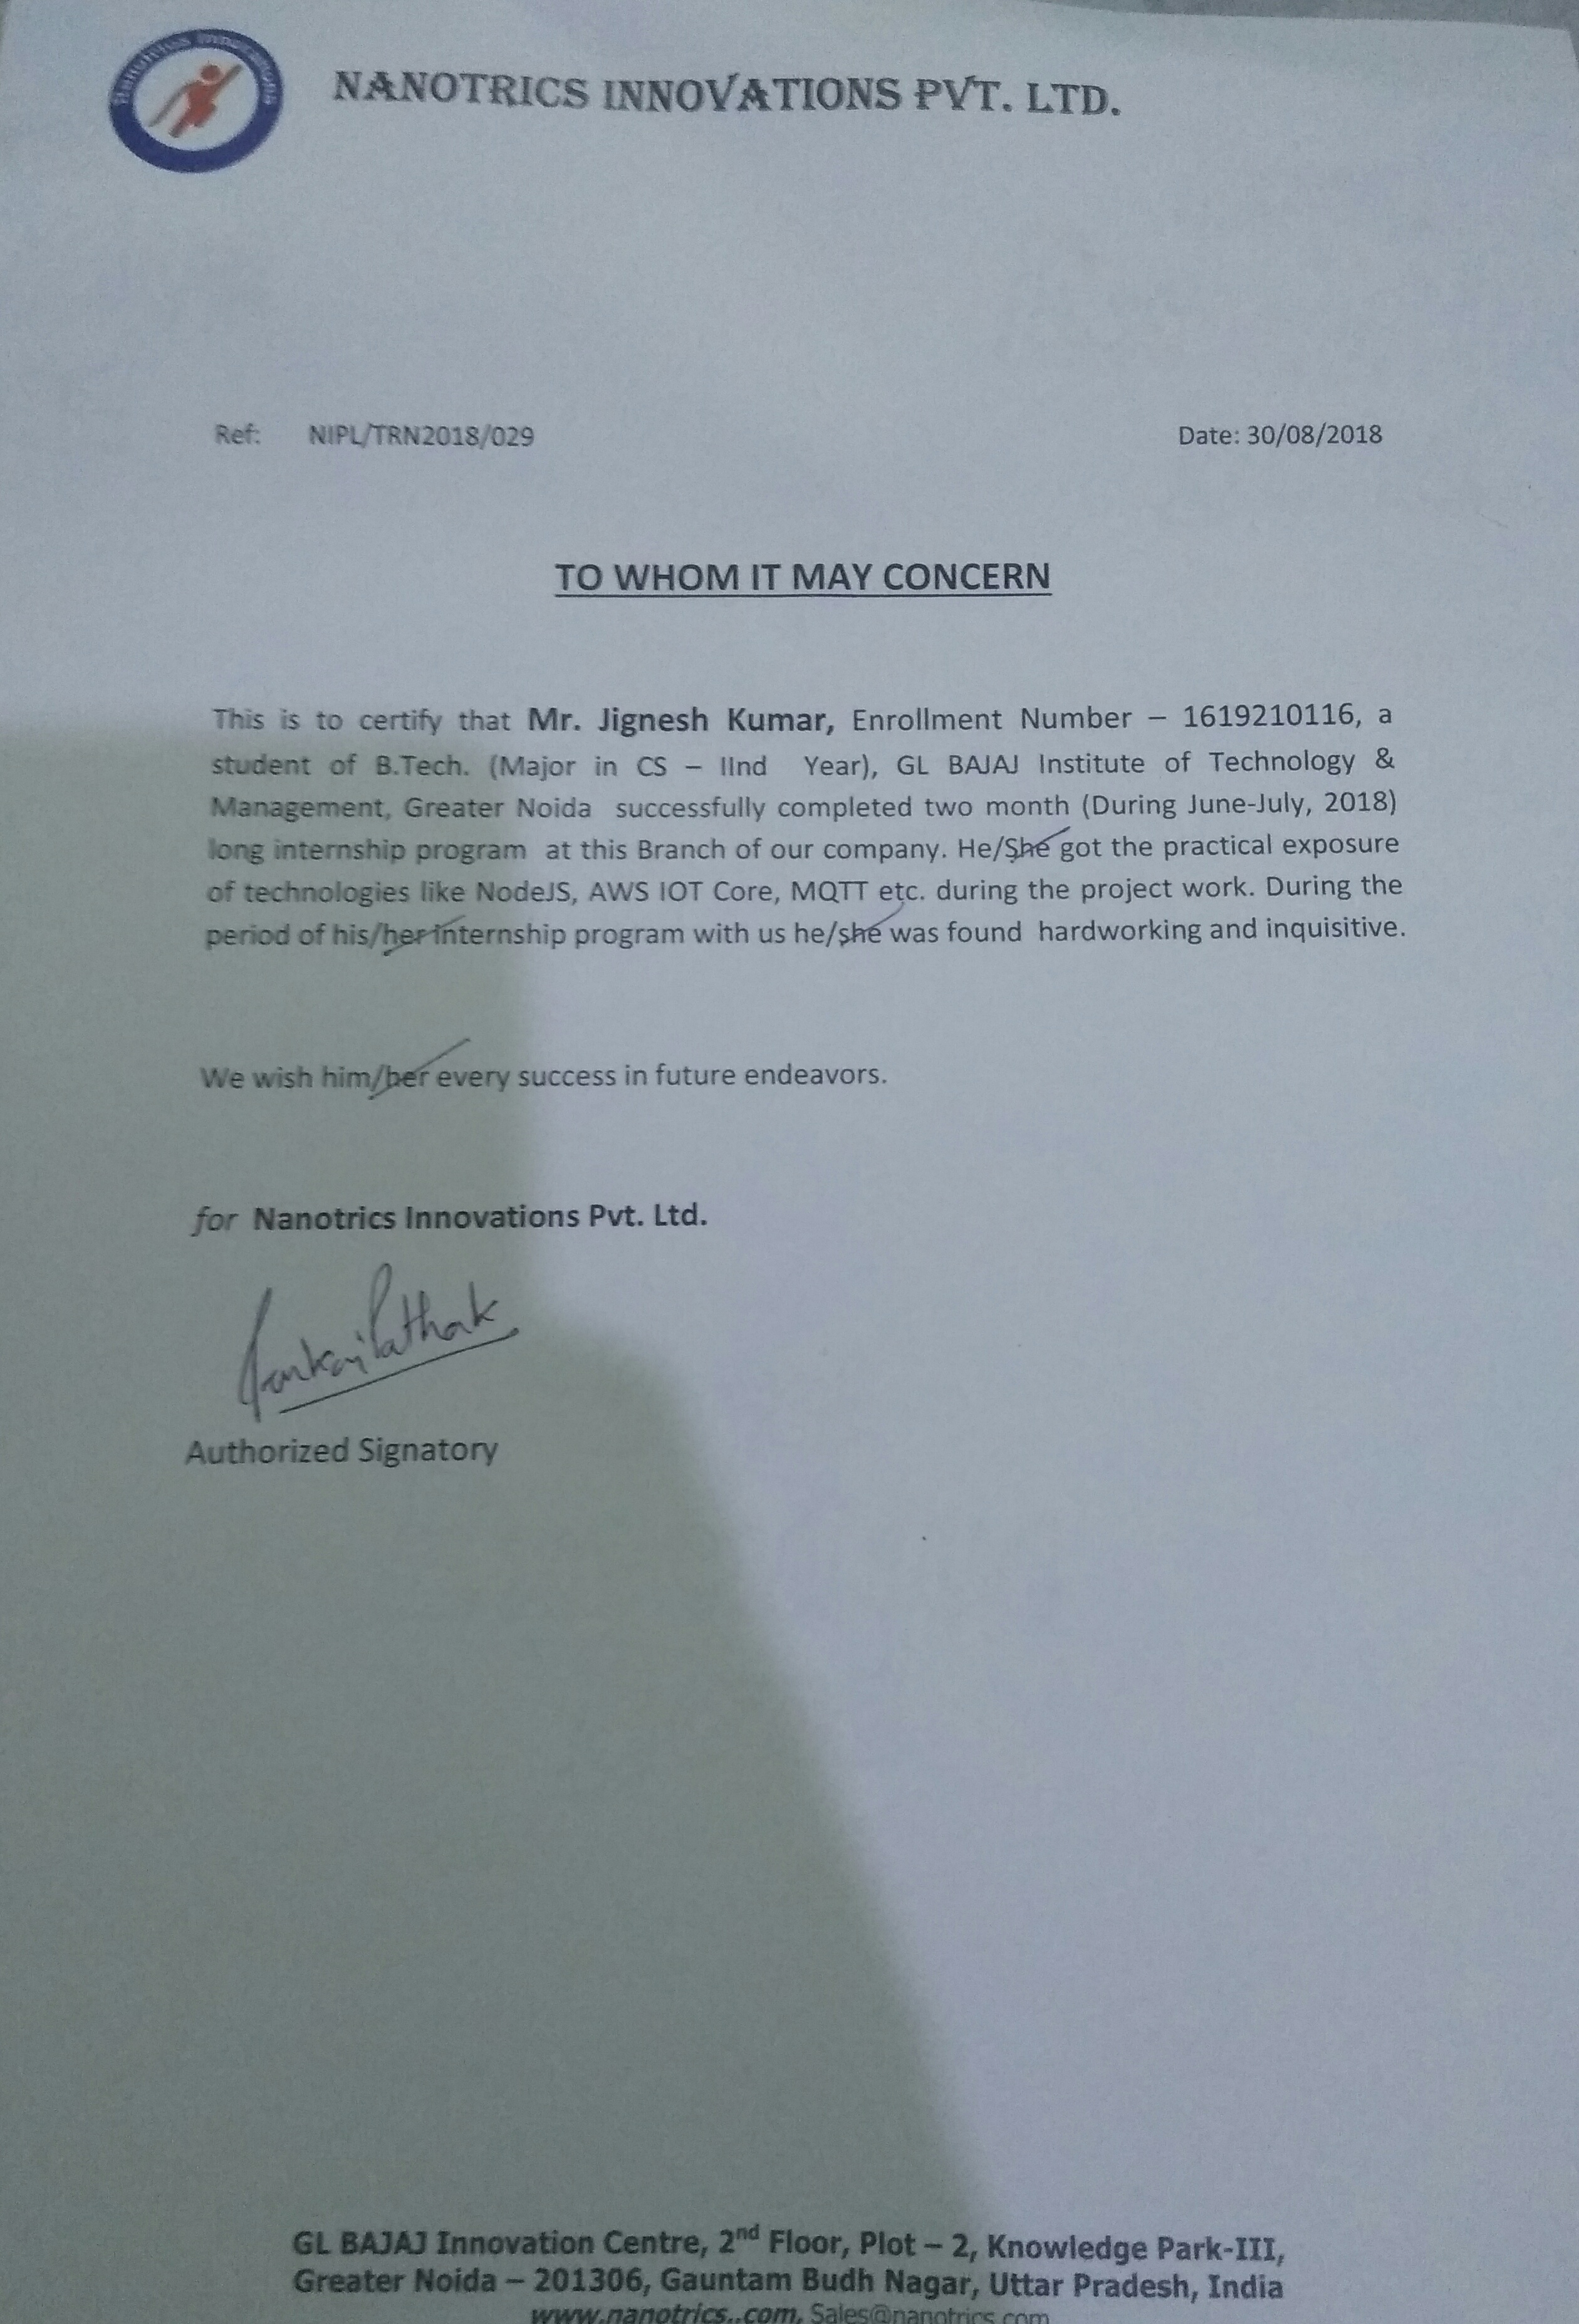 Nanotrics Innovations
NANOTRICS INNOVATIONS PVT. LTD.
Ref: NIPL/TRN2018/029
Date: 30/08/2018
TO WHOM IT MAY CONCERN
This is to certify that Mr. Jignesh Kumar, Enrollment Number – 1619210116, a
student of B.Tech. (Major in CS – IInd Year), GL BAJAJ Institute of Technology &
Management, Greater Noida successfully completed two month (During June-July, 2018)
long internship program at this Branch of our company. He/She got the practical exposure
of technologies like NodeJS, AWS IOT Core, MQTT etc. during the project work. During the
period of his/her internship program with us he/she was found hardworking and inquisitive.
We wish him/her every success in future endeavors.
for Nanotrics Innovations Pvt. Ltd.
Pankaj Pathak
Authorized Signatory
GL BAJAJ Innovation Centre, 2nd Floor, Plot – 2, Knowledge Park-III,
Greater Noida – 201306, Gauntam Budh Nagar, Uttar Pradesh, India
www.nanotrics..com, Sales@nanotrics.com